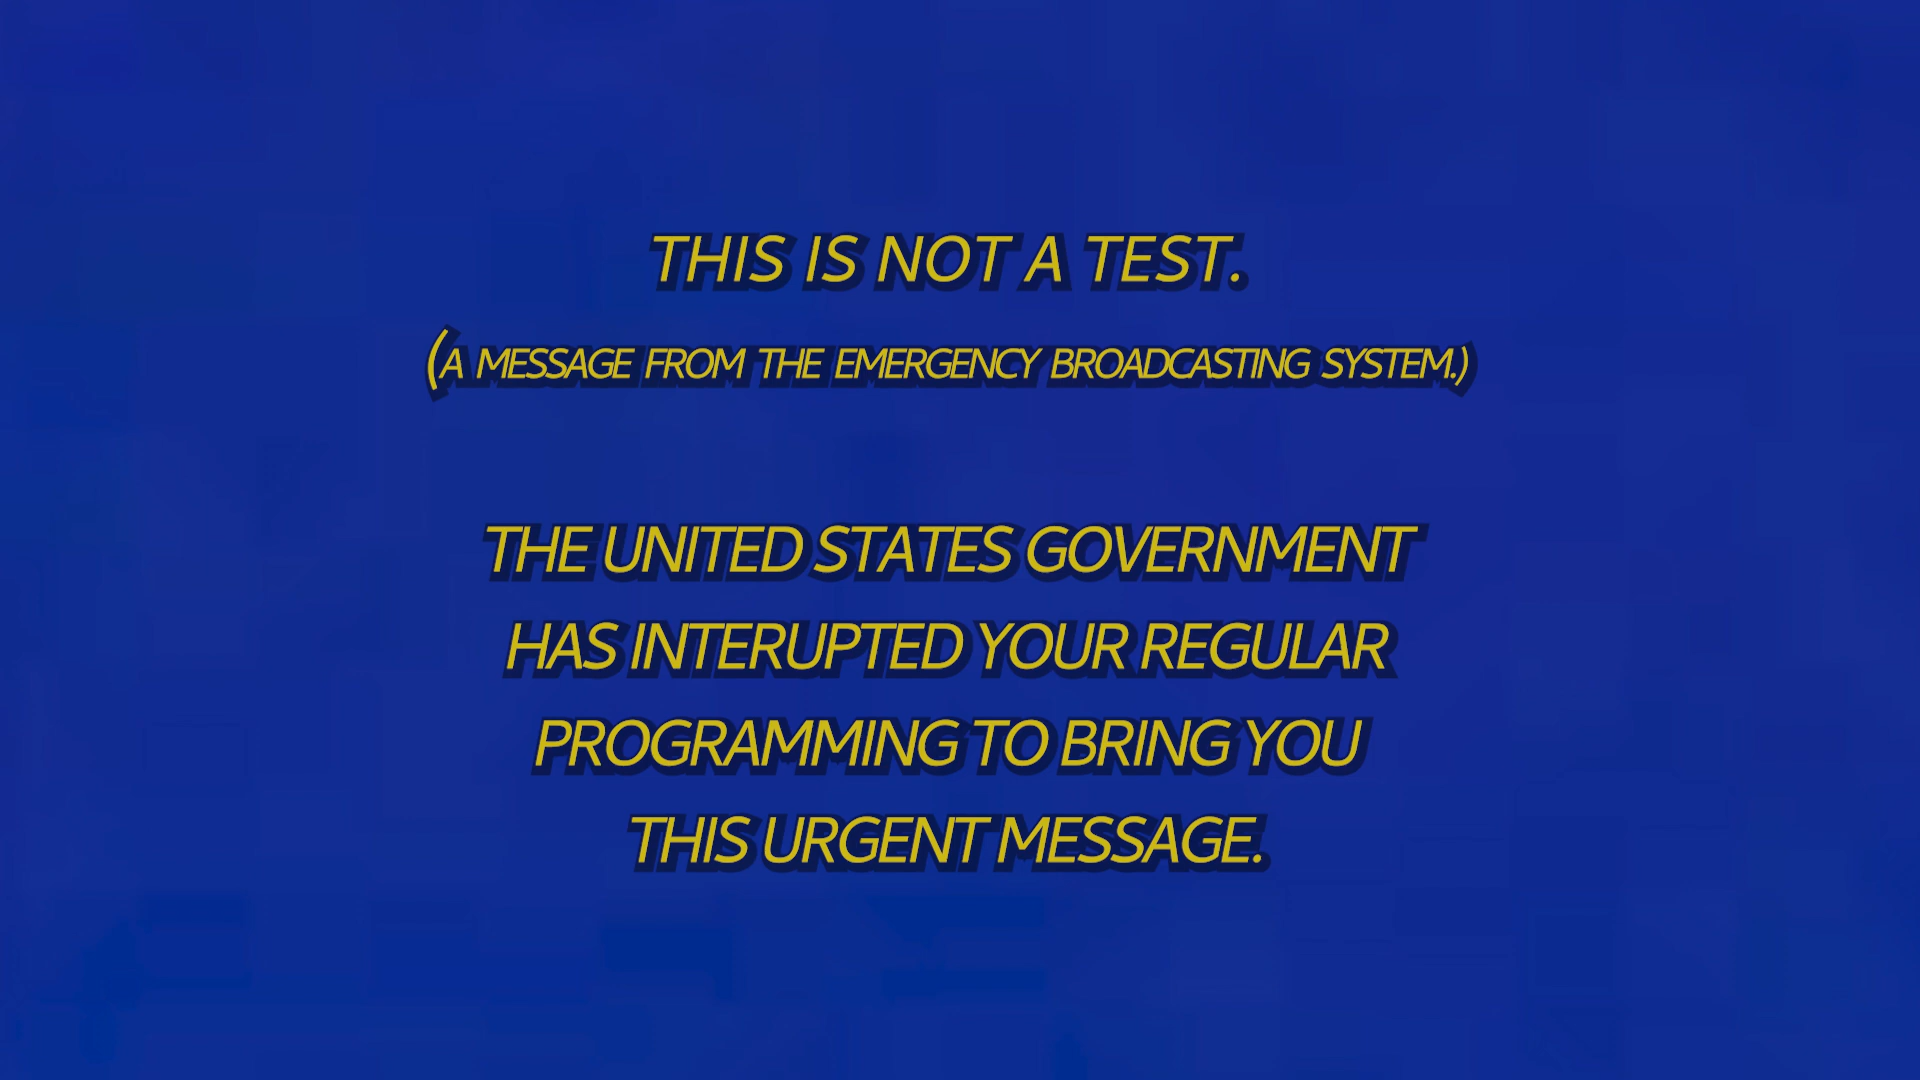 THIS IS NOT A TEST.
(A MESSAGE FROM THE EMERGENCY BROADCASTING SYSTEM.)
THE UNITED STATES GOVERNMENT
HAS INTERUPTED YOUR REGULAR
PROGRAMMING TO BRING YOU
THIS URGENT MESSAGE.